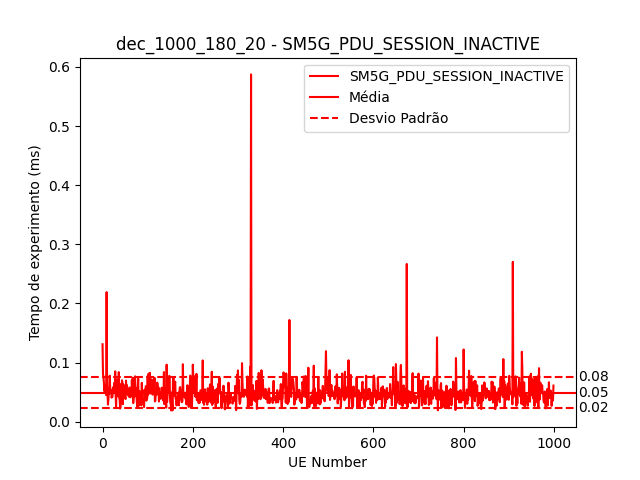 dec_1000_180_20 - SM5G_PDU_SESSION_INACTIVE
SM5G_PDU_SESSION_INACTIVE
Média
Desvio Padrão
Tempo de experimento (ms)
0.6
0.5
0.4
0.3
0.2
0.1
0.0
0.08
0.05
0.02
0 200 400 600 800 1000
UE Number